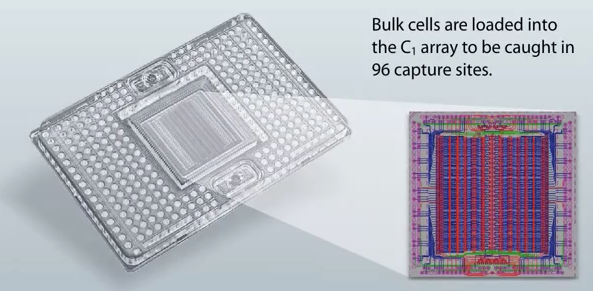 Bulk cells are loaded into
the C₁ array to be caught in
96 capture sites.